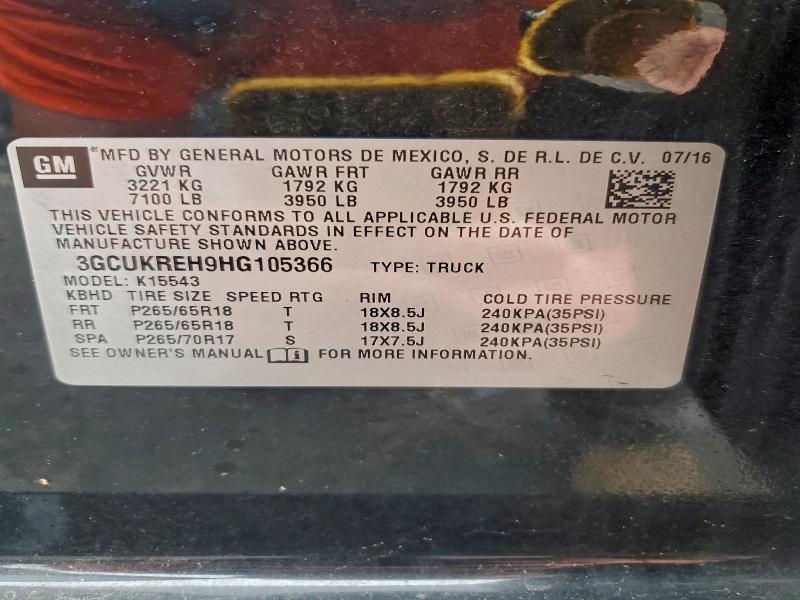 GM ®MFD BY GENERAL MOTORS DE MEXICO, S. DE R.L. DE C.V. 07/16
GVWR GAWR FRT GAWR RR
3221 KG 1792 KG 1792 KG
7100 LB 3950 LB 3950 LB
THIS VEHICLE CONFORMS TO ALL APPLICABLE U.S. FEDERAL MOTOR
VEHICLE SAFETY STANDARDS IN EFFECT ON THE DATE OF
MANUFACTURE SHOWN ABOVE.
3GCUKREH9HG105366 TYPE: TRUCK
MODEL: K15543
KBHD TIRE SIZE SPEED RTG RIM COLD TIRE PRESSURE
FRT P265/65R18 T 18X8.5J 240KPA(35PSI)
RR P265/65R18 T 18X8.5J 240KPA(35PSI)
SPA P265/70R17 S 17X7.5J 240KPA(35PSI)
SEE OWNER'S MANUAL FOR MORE INFORMATION.